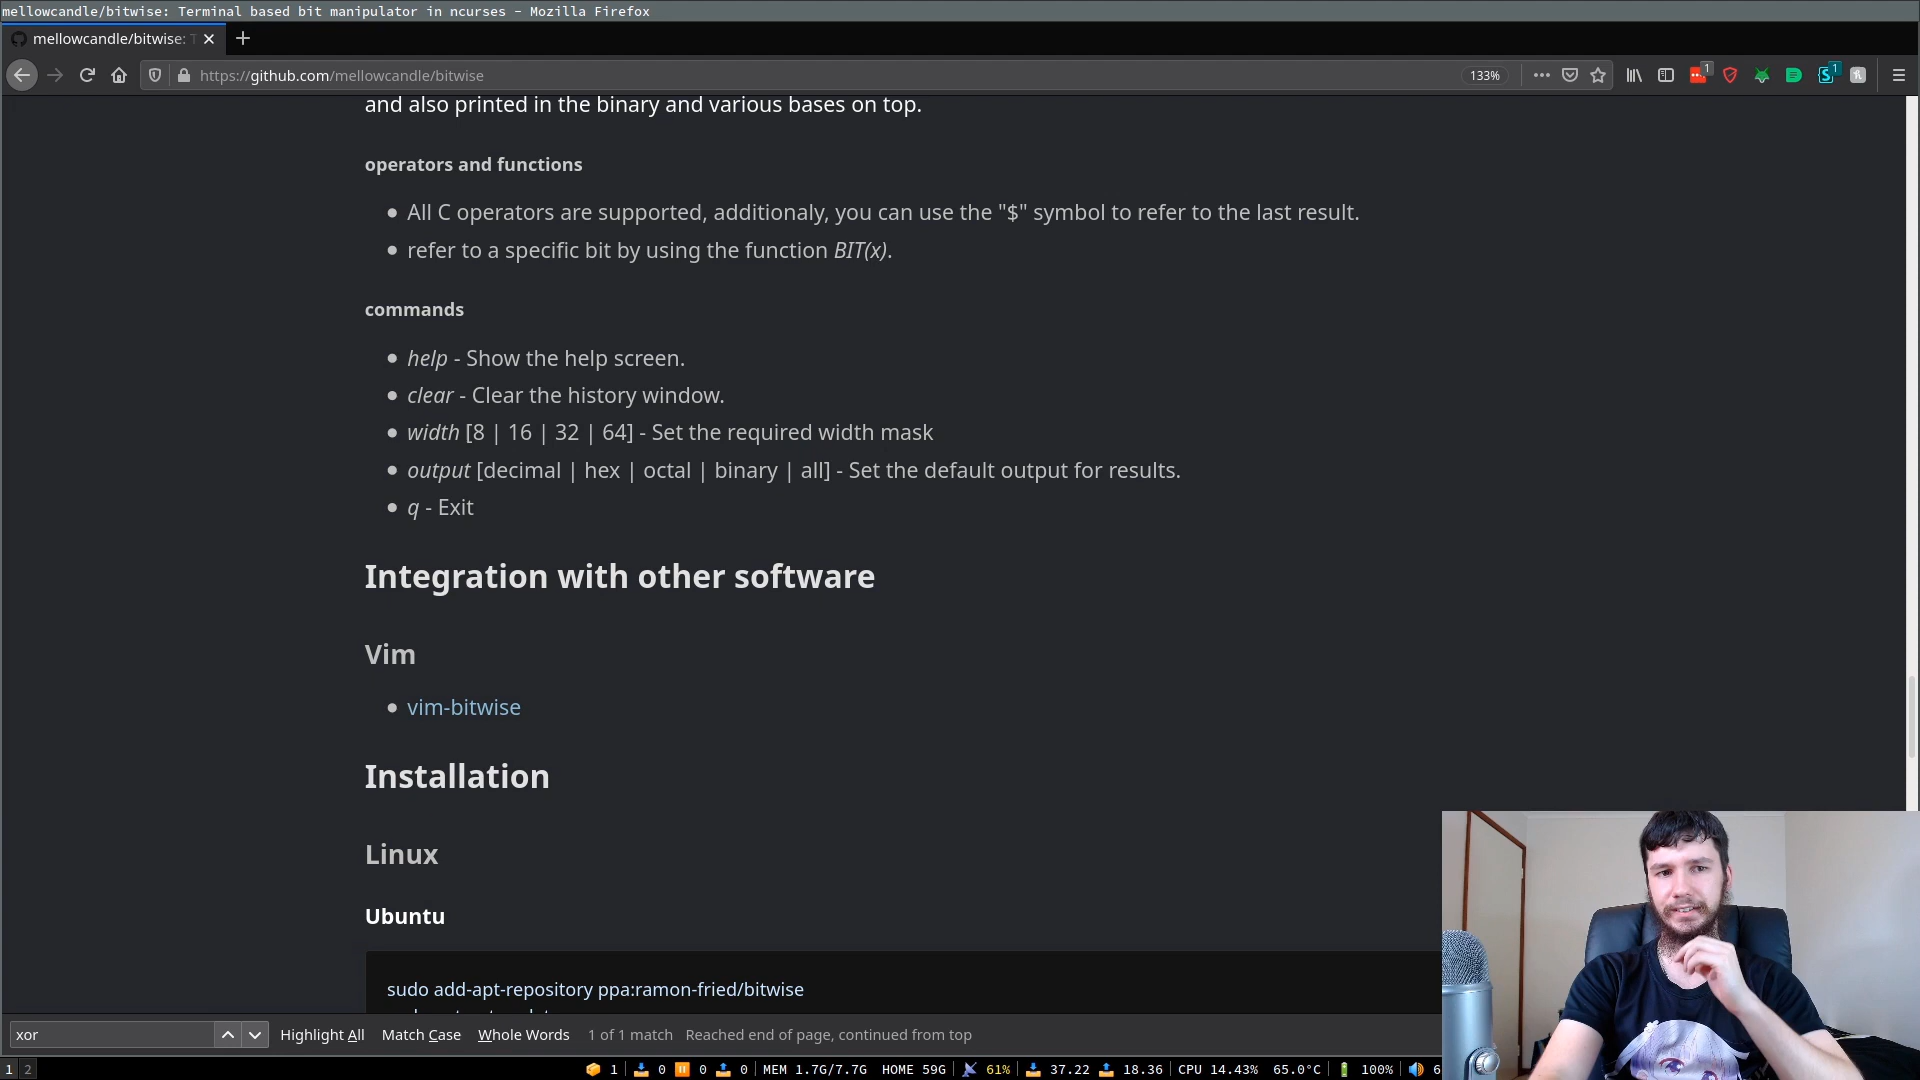 mellowcandle/bitwise: Terminal based bit manipulator in ncurses - Mozilla Firefox
mellowcandle/bitwise: T
https://github.com/mellowcandle/bitwise
133%
1
1
and also printed in the binary and various bases on top.
operators and functions
All C operators are supported, additionaly, you can use the "$" symbol to refer to the last result.
refer to a specific bit by using the function BIT(x).
commands
help - Show the help screen.
clear - Clear the history window.
width [8 | 16 | 32 | 64] - Set the required width mask
output [decimal | hex | octal | binary | all] - Set the default output for results.
q - Exit
Integration with other software
Vim
vim-bitwise
Installation
Linux
Ubuntu
sudo add-apt-repository ppa:ramon-fried/bitwise
xor
Highlight All Match Case Whole Words 1 of 1 match Reached end of page, continued from top
1 2
1 | 0 0 0 | MEM 1.7G/7.7G HOME 59G | 61% | 37.22 18.36 | CPU 14.43% 65.0°C | 100% | 6